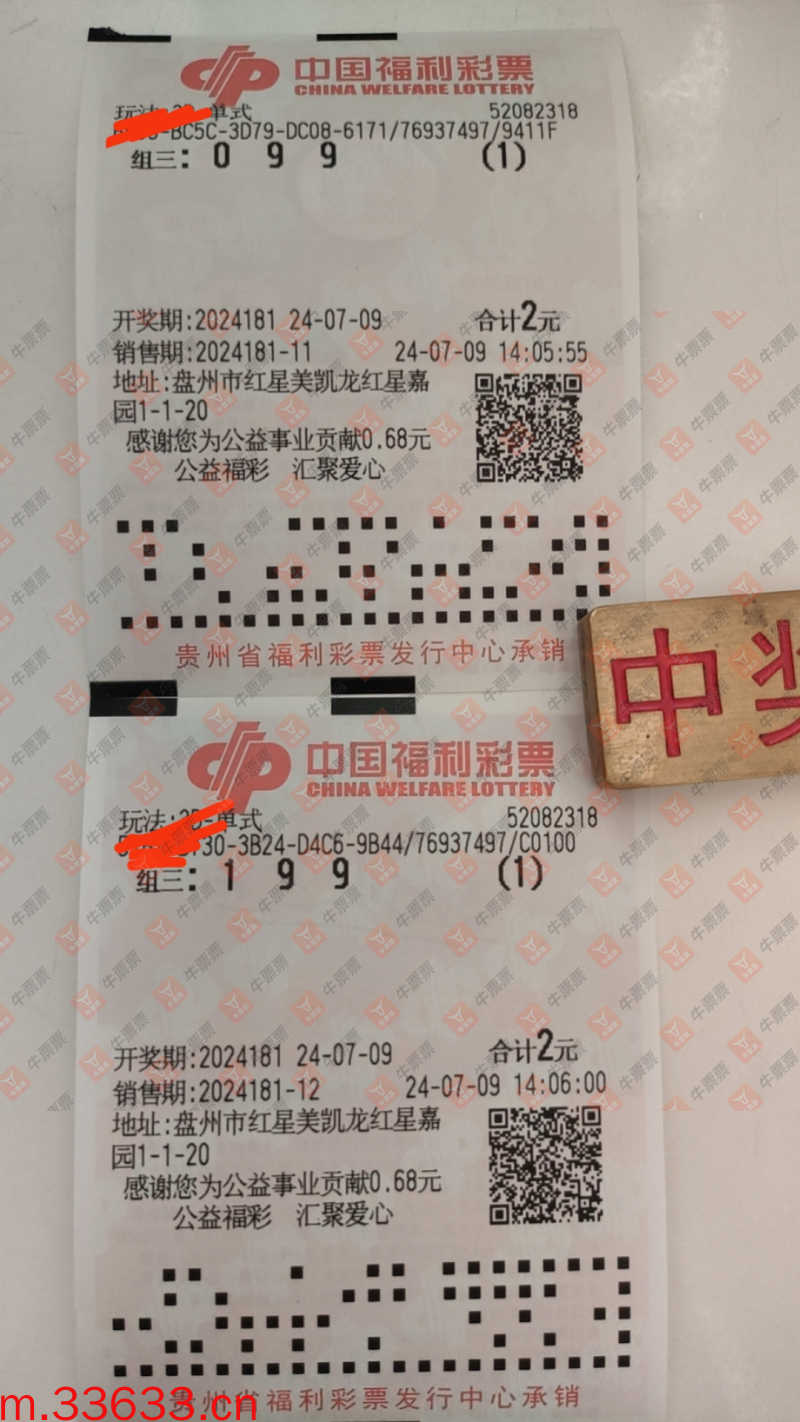 中国福利彩票
CHINA WELFARE LOTTERY
玩法:3D-单式 52082318
-BC5C-3D79-DC08-6171/76937497/9411F
组三: 0 9 9 (1)
开奖期:2024181 24-07-09 合计2元
销售期:2024181-11 24-07-09 14:05:55
地址:盘州市红星美凯龙红星嘉
园1-1-20
感谢您为公益事业贡献0.68元
公益福彩 汇聚爱心
贵州省福利彩票发行中心承销
中奖
中国福利彩票
CHINA WELFARE LOTTERY
玩法:3D-单式 52082318
30-3B24-D4C6-9B44/76937497/C0100
组三: 1 9 9 (1)
开奖期:2024181 24-07-09 合计2元
销售期:2024181-12 24-07-09 14:06:00
地址:盘州市红星美凯龙红星嘉
园1-1-20
感谢您为公益事业贡献0.68元
公益福彩 汇聚爱心
贵州省福利彩票发行中心承销
m.33633.cn
牛票票